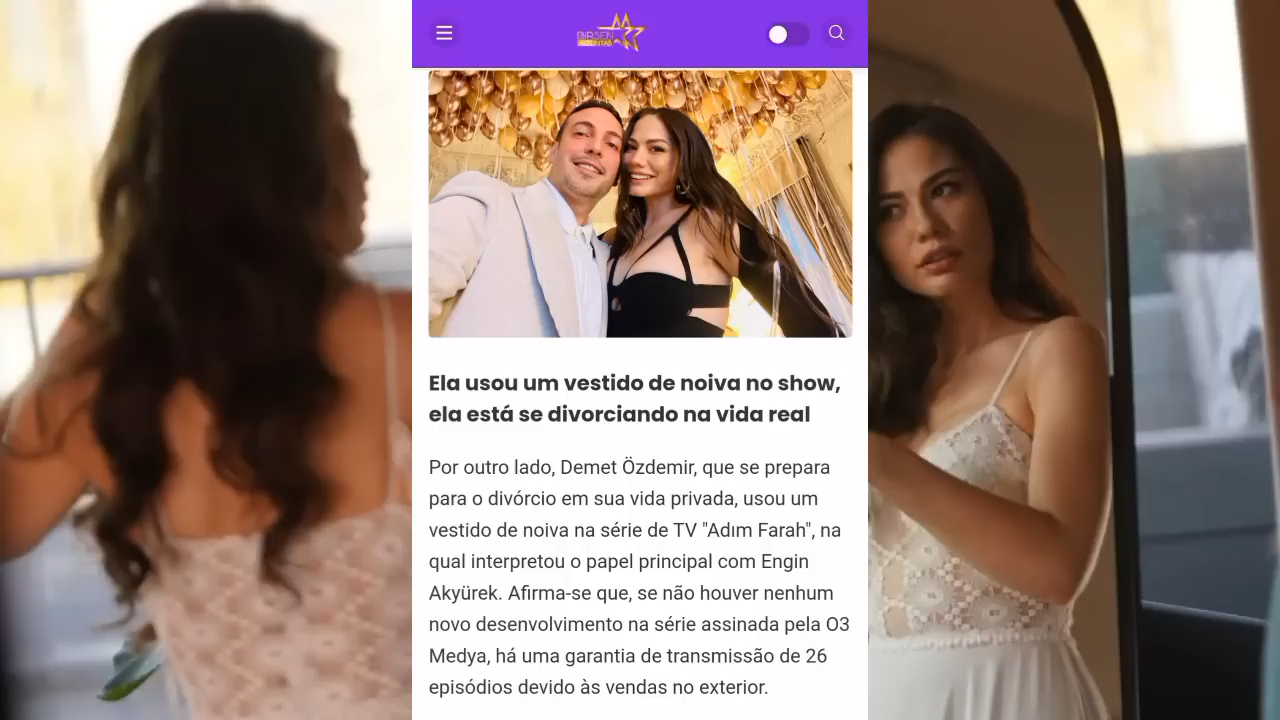 BiRSEN
Ela usou um vestido de noiva no show,
ela está se divorciando na vida real
Por outro lado, Demet Özdemir, que se prepara
para o divórcio em sua vida privada, usou um
vestido de noiva na série de TV "Adım Farah", na
qual interpretou o papel principal com Engin
Akyürek. Afirma-se que, se não houver nenhum
novo desenvolvimento na série assinada pela O3
Medya, há uma garantia de transmissão de 26
episódios devido às vendas no exterior.